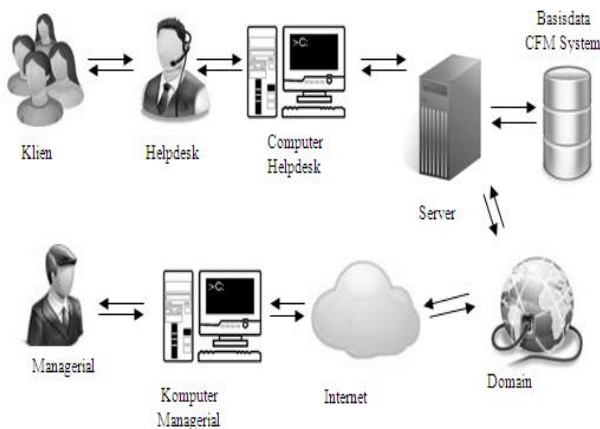 Basisdata
CFM System
>C:
Klien
Helpdesk
Computer
Helpdesk
Server
>C:
Managerial
Komputer
Managerial
Internet
Domain